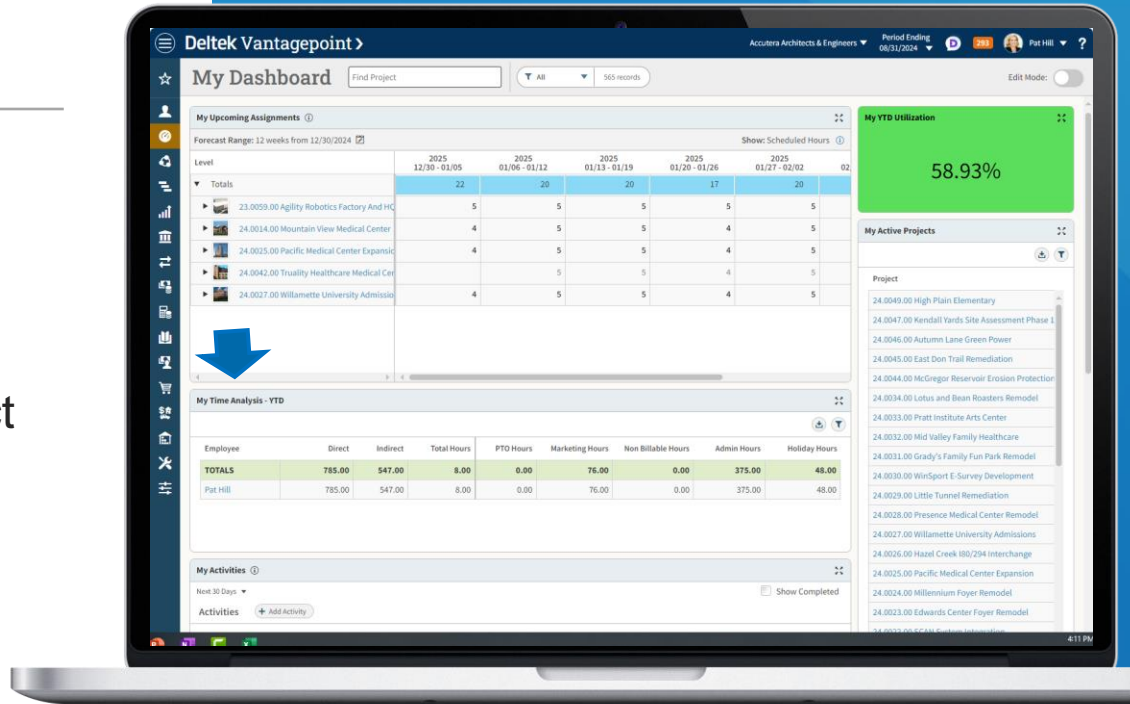 Deltek Vantagepoint >
Accutera Architects & Engineers
Period Ending
08/31/2024
D
293
Pat Hill
?
My Dashboard
Find Project
All
565 records
Edit Mode:
My Upcoming Assignments
Forecast Range: 12 weeks from 12/30/2024
Show: Scheduled Hours
Level 2025 2025 2025 2025 2025
12/30 - 01/05 01/06 - 01/12 01/13 - 01/19 01/20 - 01/26 01/27 - 02/02 02
Totals 22 20 20 17 20
23.0059.00 Agility Robotics Factory And HQ 5 5 5 5 5
24.0014.00 Mountain View Medical Center 4 5 5 4 5
24.0025.00 Pacific Medical Center Expansic 4 5 5 4 5
24.0042.00 Truality Healthcare Medical Cer 5 5 4 5
24.0027.00 Willamette University Admissio 4 5 5 4 5
ct
My Time Analysis - YTD
Employee Direct Indirect Total Hours PTO Hours Marketing Hours Non Billable Hours Admin Hours Holiday Hours
TOTALS 785.00 547.00 8.00 0.00 76.00 0.00 375.00 48.00
Pat Hill 785.00 547.00 8.00 0.00 76.00 0.00 375.00 48.00
My Activities
Next 30 Days
Show Completed
Activities
+ Add Activity
My YTD Utilization
58.93%
My Active Projects
Project
24.0049.00 High Plain Elementary
24.0047.00 Kendall Yards Site Assessment Phase 1
24.0046.00 Autumn Lane Green Power
24.0045.00 East Don Trail Remediation
24.0044.00 McGregor Reservoir Erosion Protection
24.0034.00 Lotus and Bean Roasters Remodel
24.0033.00 Pratt Institute Arts Center
24.0032.00 Mid Valley Family Healthcare
24.0031.00 Grady's Family Fun Park Remodel
24.0030.00 WinSport E-Survey Development
24.0029.00 Little Tunnel Remediation
24.0028.00 Presence Medical Center Remodel
24.0027.00 Willamette University Admissions
24.0026.00 Hazel Creek I80/294 Interchange
24.0025.00 Pacific Medical Center Expansion
24.0024.00 Millennium Foyer Remodel
24.0023.00 Edwards Center Foyer Remodel
4:11 PM